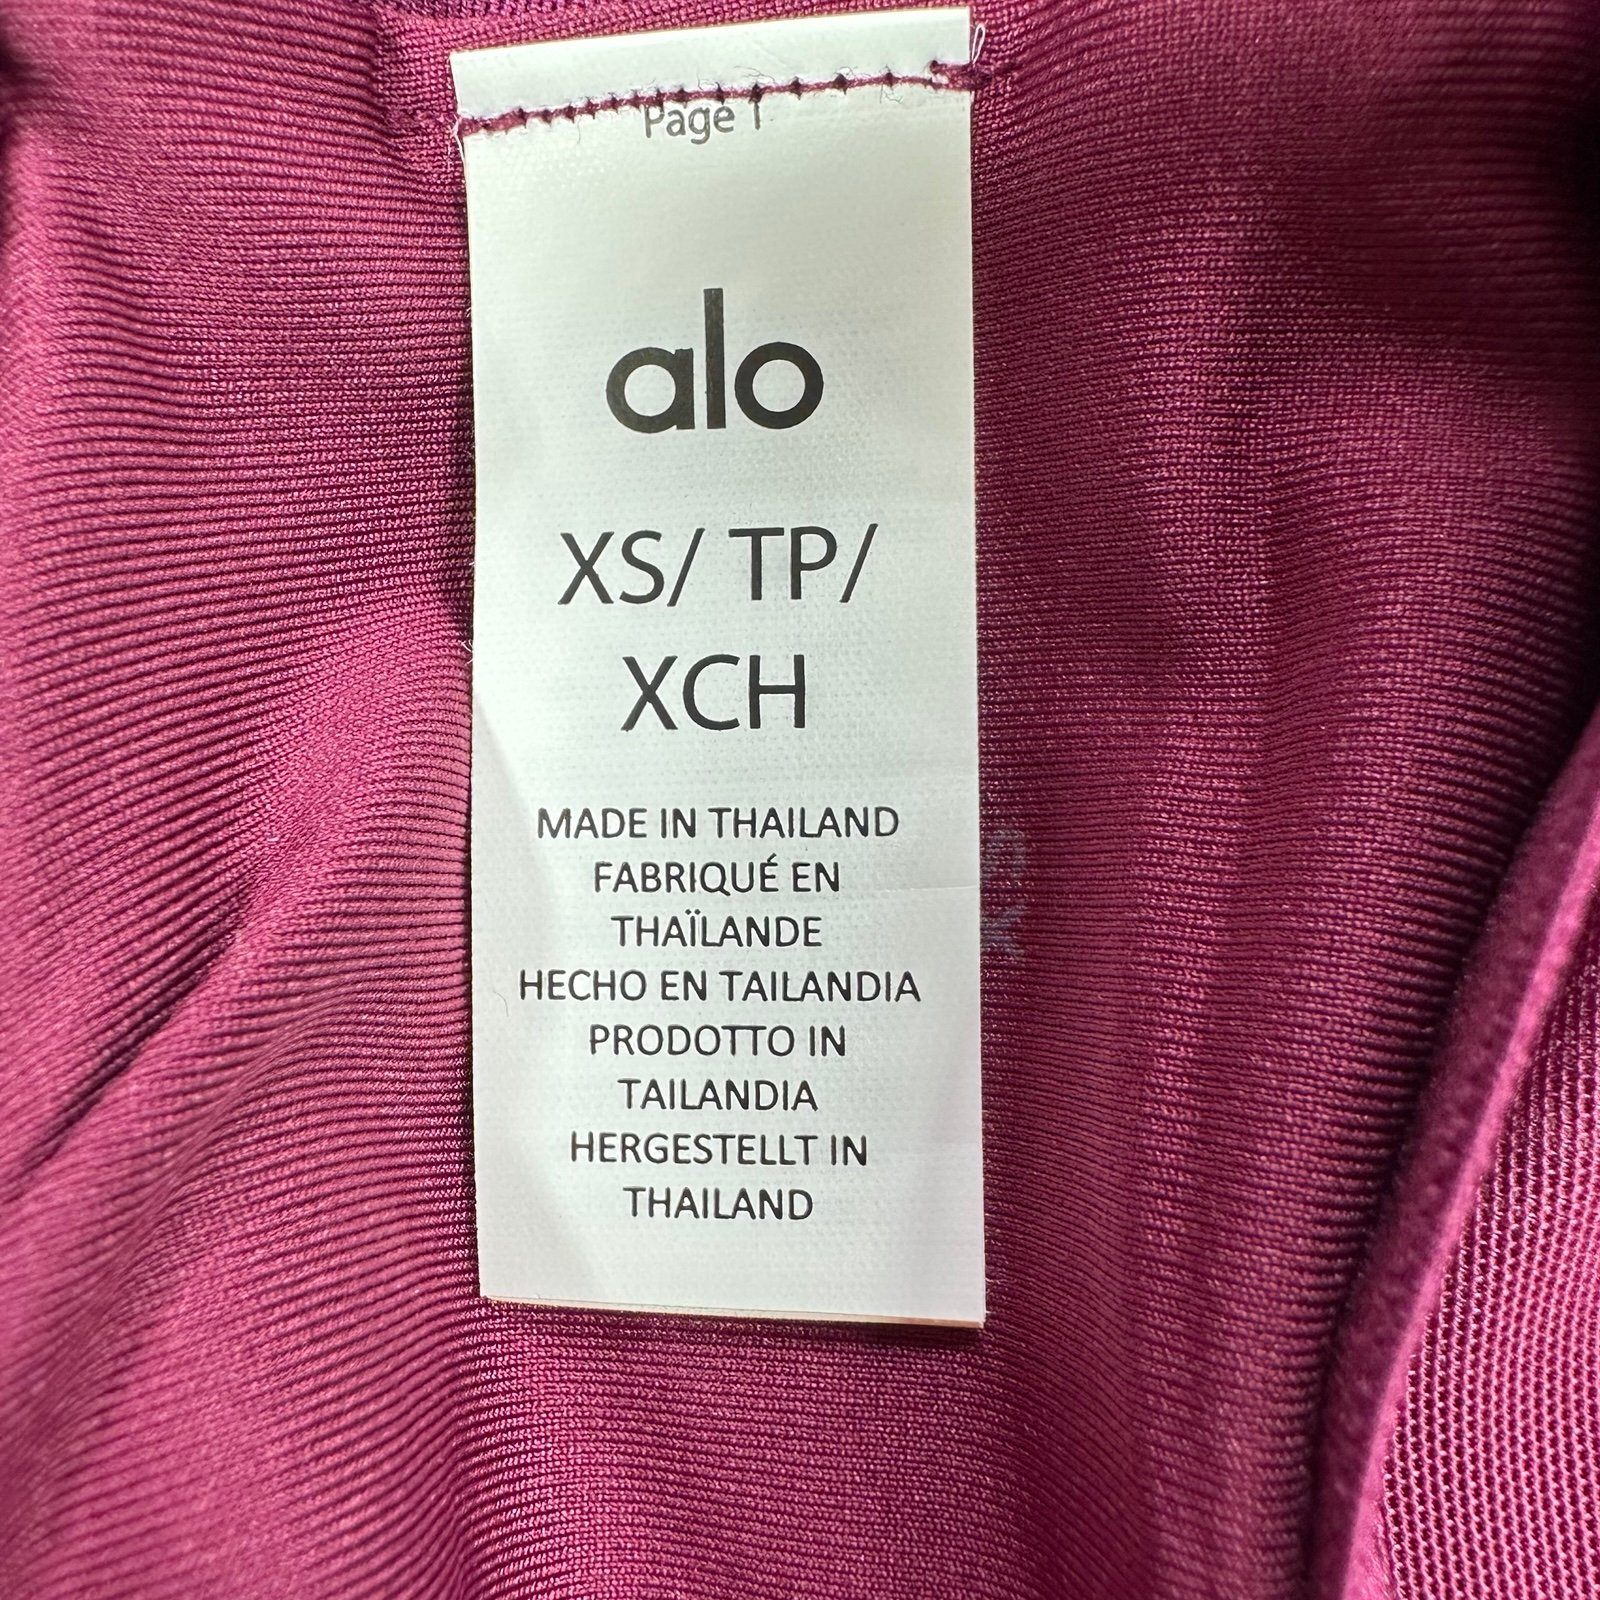 Page 1
alo
XS/ TP/
XCH
MADE IN THAILAND
FABRIQUÉ EN
THAÏLANDE
HECHO EN TAILANDIA
PRODOTTO IN
TAILANDIA
HERGESTELLT IN
THAILAND